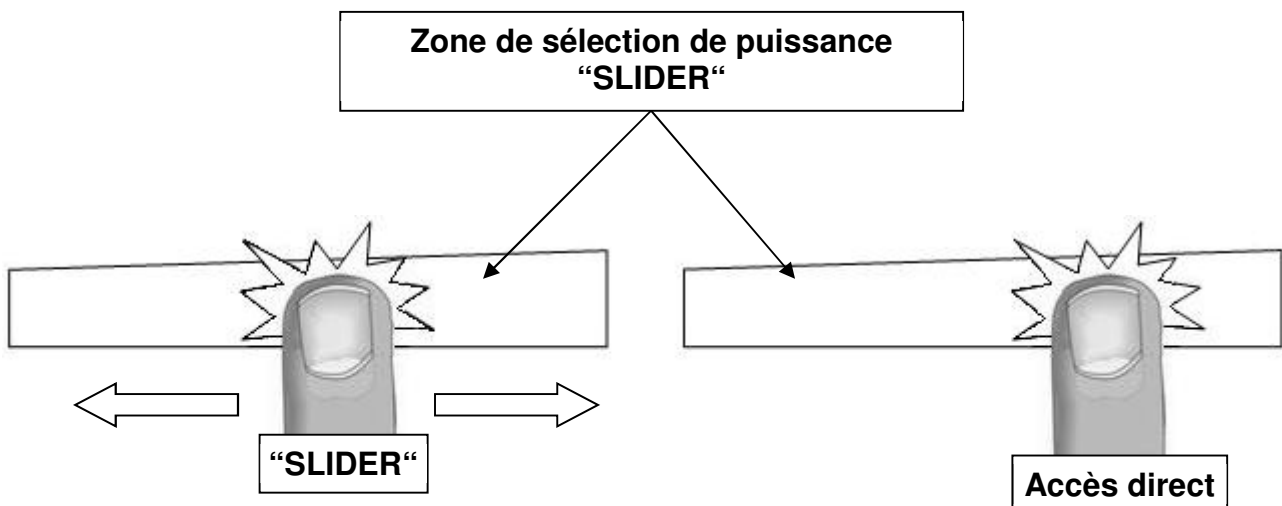 Zone de sélection de puissance
“SLIDER“
“SLIDER“
Accès direct